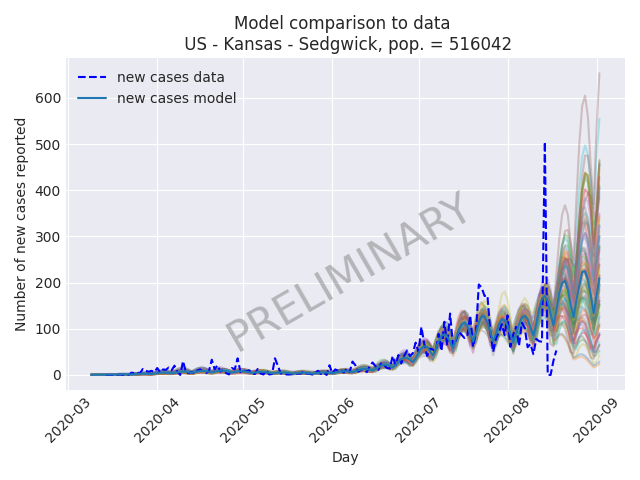 Model comparison to data
US - Kansas - Sedgwick, pop. = 516042
new cases data
new cases model
Number of new cases reported
600
500
400
300
200
100
0
PRELIMINARY
2020-03
2020-04
2020-05
2020-06
2020-07
2020-08
2020-09
Day